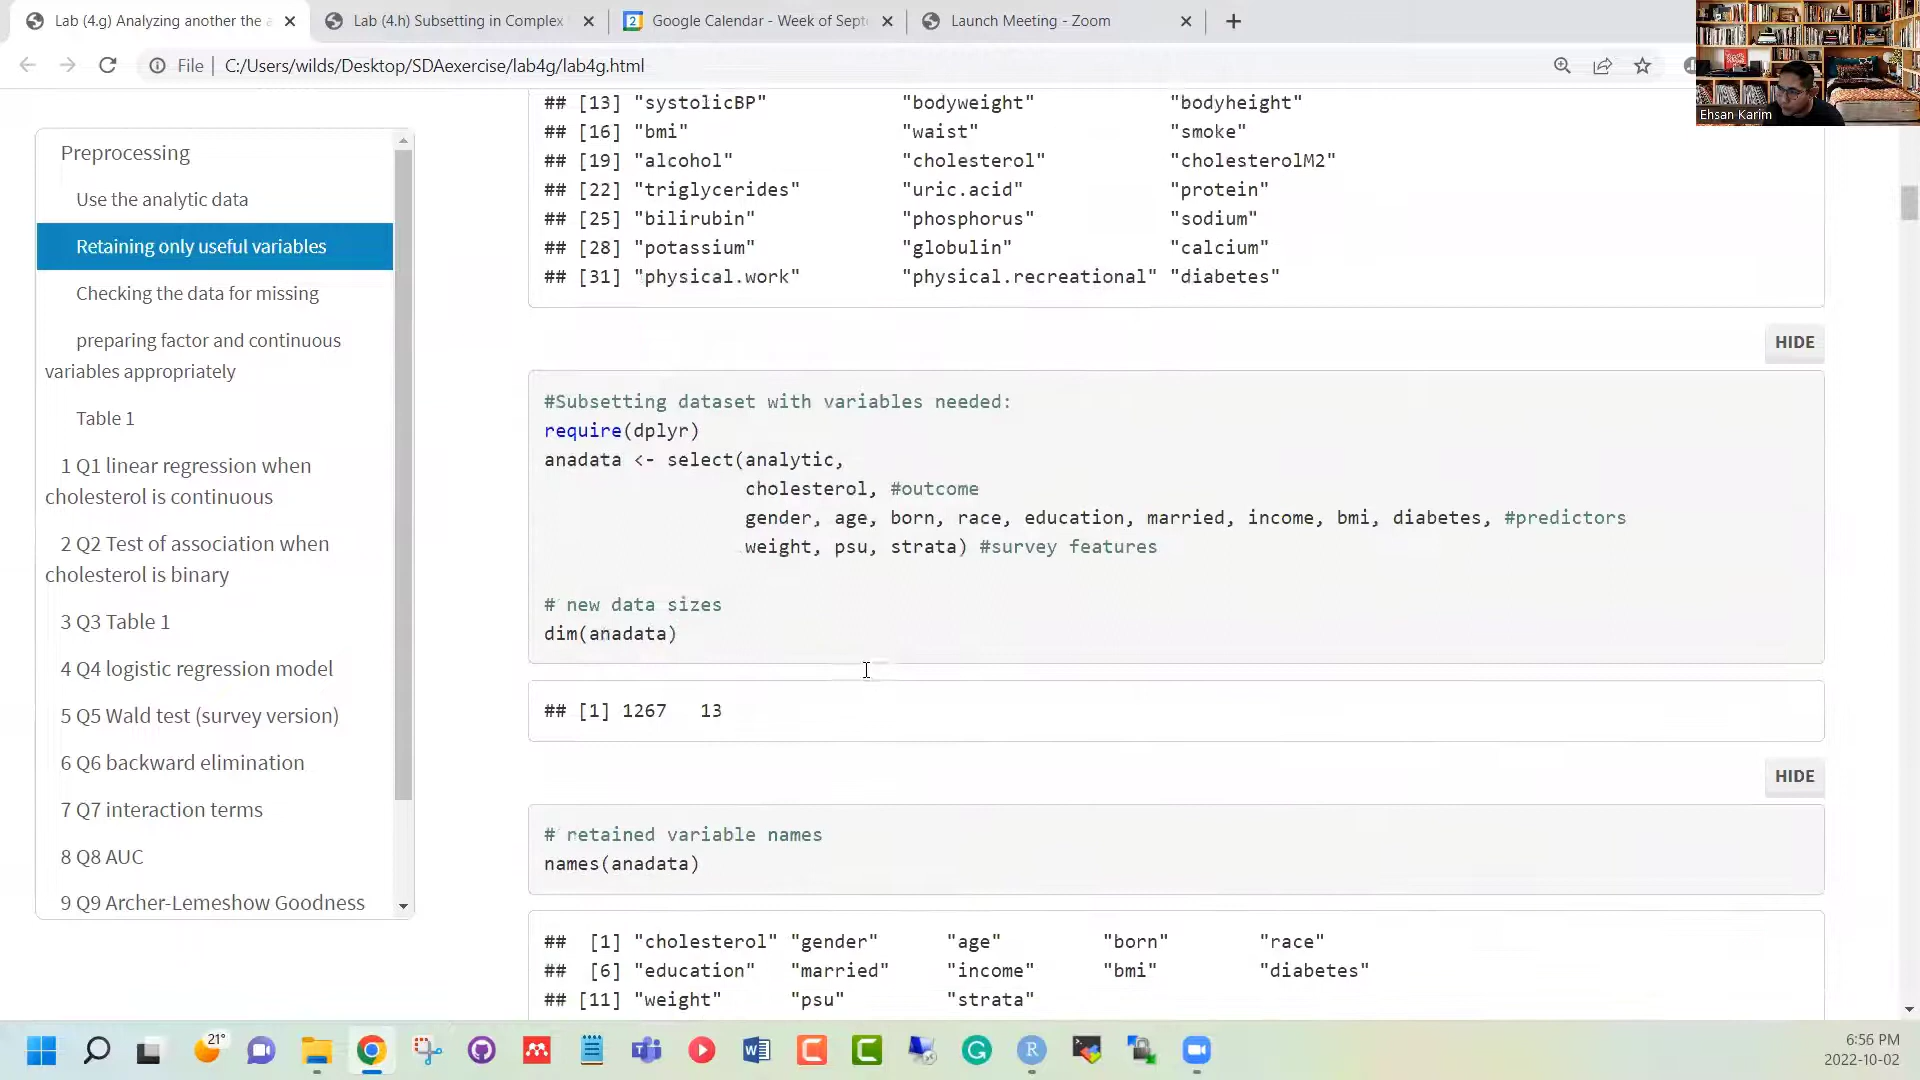 Lab (4.g) Analyzing another the a
Lab (4.h) Subsetting in Complex
Google Calendar - Week of Sept
Launch Meeting - Zoom
File
C:/Users/wilds/Desktop/SDAexercise/lab4g/lab4g.html
Ehsan Karim
Preprocessing
Use the analytic data
Retaining only useful variables
Checking the data for missing
preparing factor and continuous
variables appropriately
Table 1
1 Q1 linear regression when
cholesterol is continuous
2 Q2 Test of association when
cholesterol is binary
3 Q3 Table 1
4 Q4 logistic regression model
5 Q5 Wald test (survey version)
6 Q6 backward elimination
7 Q7 interaction terms
8 Q8 AUC
9 Q9 Archer-Lemeshow Goodness
## [13] "systolicBP" "bodyweight" "bodyheight"
## [16] "bmi" "waist" "smoke"
## [19] "alcohol" "cholesterol" "cholesterolM2"
## [22] "triglycerides" "uric.acid" "protein"
## [25] "bilirubin" "phosphorus" "sodium"
## [28] "potassium" "globulin" "calcium"
## [31] "physical.work" "physical.recreational" "diabetes"
HIDE
#Subsetting dataset with variables needed:
require(dplyr)
anadata <- select(analytic,
cholesterol, #outcome
gender, age, born, race, education, married, income, bmi, diabetes, #predictors
weight, psu, strata) #survey features
# new data sizes
dim(anadata)
## [1] 1267 13
HIDE
# retained variable names
names(anadata)
## [1] "cholesterol" "gender" "age" "born" "race"
## [6] "education" "married" "income" "bmi" "diabetes"
## [11] "weight" "psu" "strata"
21°
6:56 PM
2022-10-02